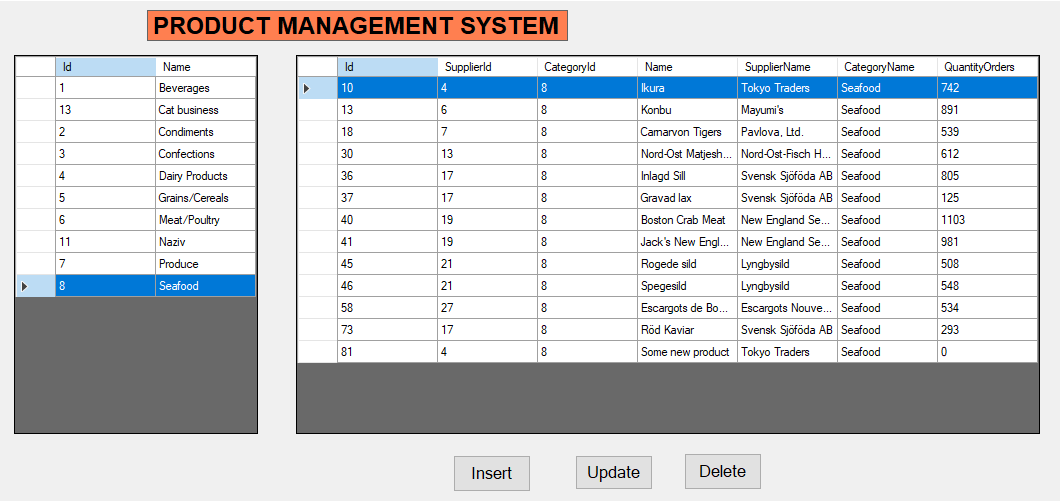 PRODUCT MANAGEMENT SYSTEM
Id Name
1 Beverages
13 Cat business
2 Condiments
3 Confections
4 Dairy Products
5 Grains/Cereals
6 Meat/Poultry
11 Naziv
7 Produce
8 Seafood
Id SupplierId CategoryId Name SupplierName CategoryName QuantityOrders
10 4 8 Ikura Tokyo Traders Seafood 742
13 6 8 Konbu Mayumi's Seafood 891
18 7 8 Carnarvon Tigers Pavlova, Ltd. Seafood 539
30 13 8 Nord-Ost Matjesh... Nord-Ost-Fisch H... Seafood 612
36 17 8 Inlagd Sill Svensk Sjöföda AB Seafood 805
37 17 8 Gravad lax Svensk Sjöföda AB Seafood 125
40 19 8 Boston Crab Meat New England Se... Seafood 1103
41 19 8 Jack's New Engl... New England Se... Seafood 981
45 21 8 Rogede sild Lyngbysild Seafood 508
46 21 8 Spegesild Lyngbysild Seafood 548
58 27 8 Escargots de Bo... Escargots Nouve... Seafood 534
73 17 8 Röd Kaviar Svensk Sjöföda AB Seafood 293
81 4 8 Some new product Tokyo Traders Seafood 0
Insert Update Delete